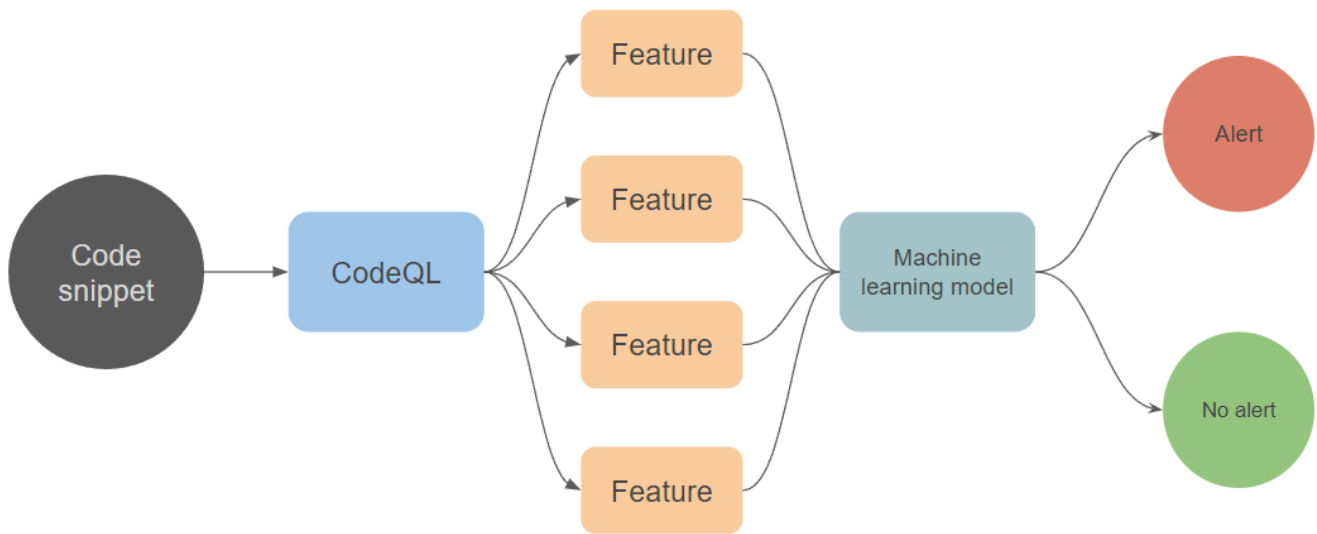 Code
snippet
CodeQL
Feature
Feature
Feature
Feature
Machine
learning model
Alert
No alert